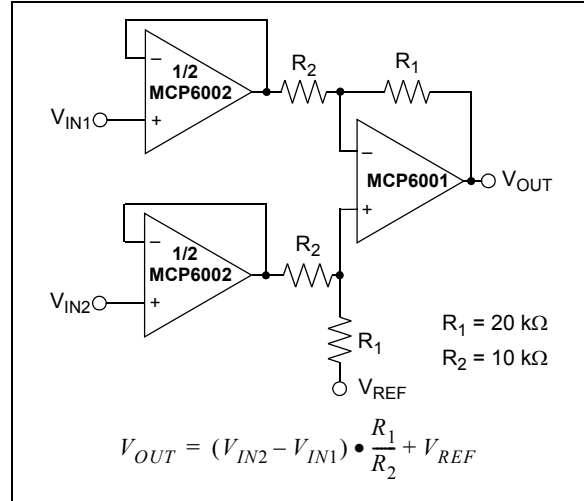 1/2
MCP6002
−
+
V_IN1
R_2
R_1
−
+
MCP6001
V_OUT
1/2
MCP6002
−
+
V_IN2
R_2
R_1
V_REF
R_1 = 20 kΩ
R_2 = 10 kΩ
V_OUT = (V_IN2 – V_IN1) • R_1/R_2 + V_REF